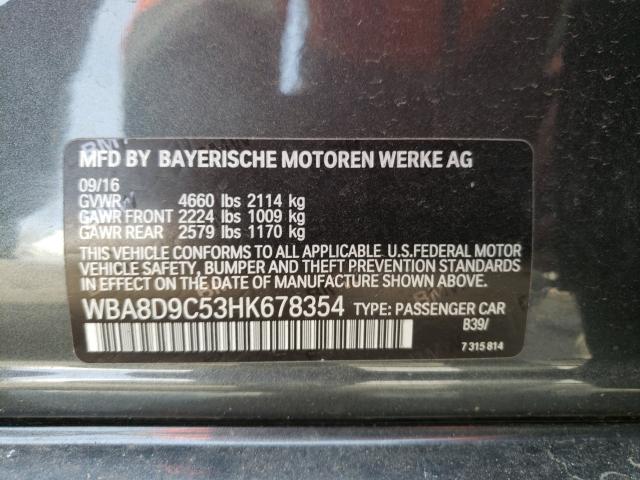 MFD BY BAYERISCHE MOTOREN WERKE AG
09/16
GVWR 4660 lbs 2114 kg
GAWR FRONT 2224 lbs 1009 kg
GAWR REAR 2579 lbs 1170 kg
THIS VEHICLE CONFORMS TO ALL APPLICABLE U.S.FEDERAL MOTOR
VEHICLE SAFETY, BUMPER AND THEFT PREVENTION STANDARDS IN
EFFECT ON THE DATE OF MANUFACTURE SHOWN ABOVE.
WBA8D9C53HK678354 TYPE: PASSENGER CAR
B39/
7 315 814